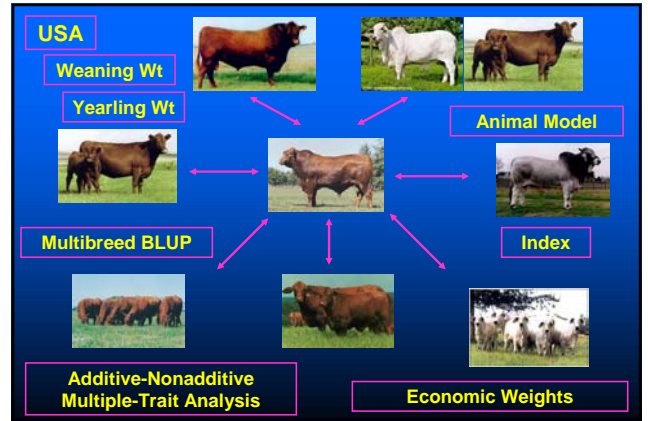 USA
Weaning Wt
Yearling Wt
Animal Model
Multibreed BLUP
Index
Additive-Nonadditive
Multiple-Trait Analysis
Economic Weights